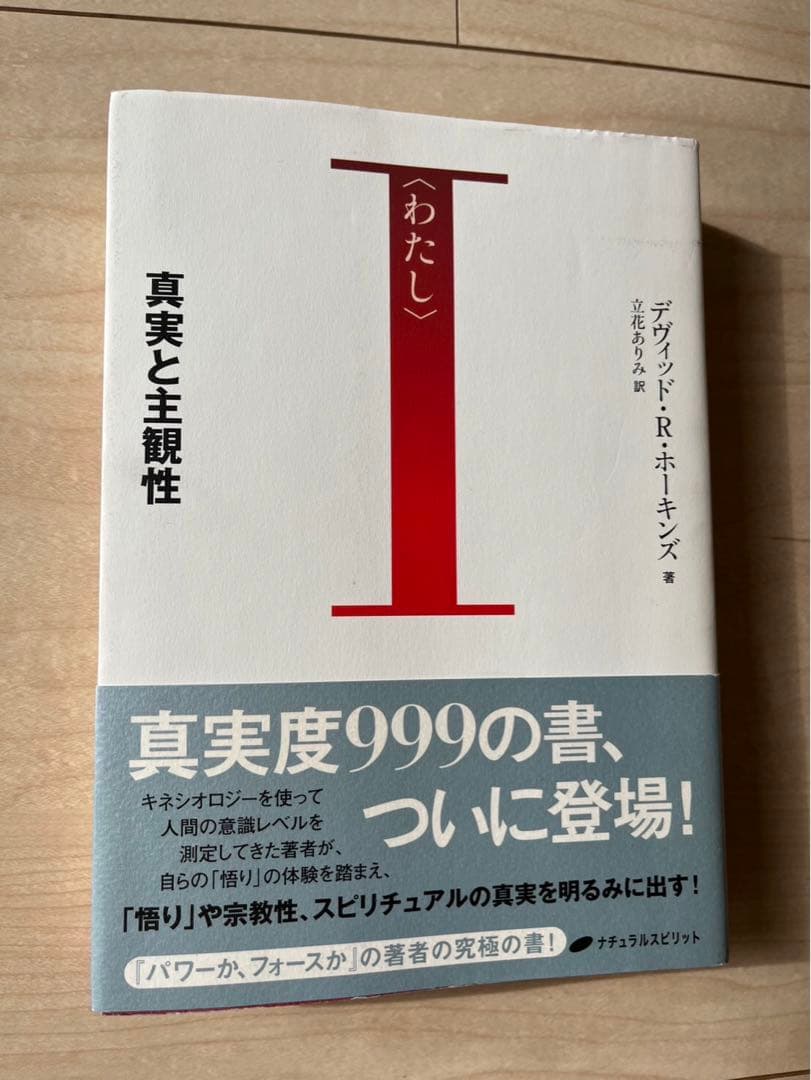 I
〈わたし〉
真実と主観性
デヴィッド・R・ホーキンズ 著
立花ありみ 訳
真実度999の書、
ついに登場!
キネシオロジーを使って
人間の意識レベルを
測定してきた著者が、
自らの「悟り」の体験を踏まえ、
「悟り」や宗教性、スピリチュアルの真実を明るみに出す!
『パワーか、フォースか』の著者の究極の書!
ナチュラルスピリット